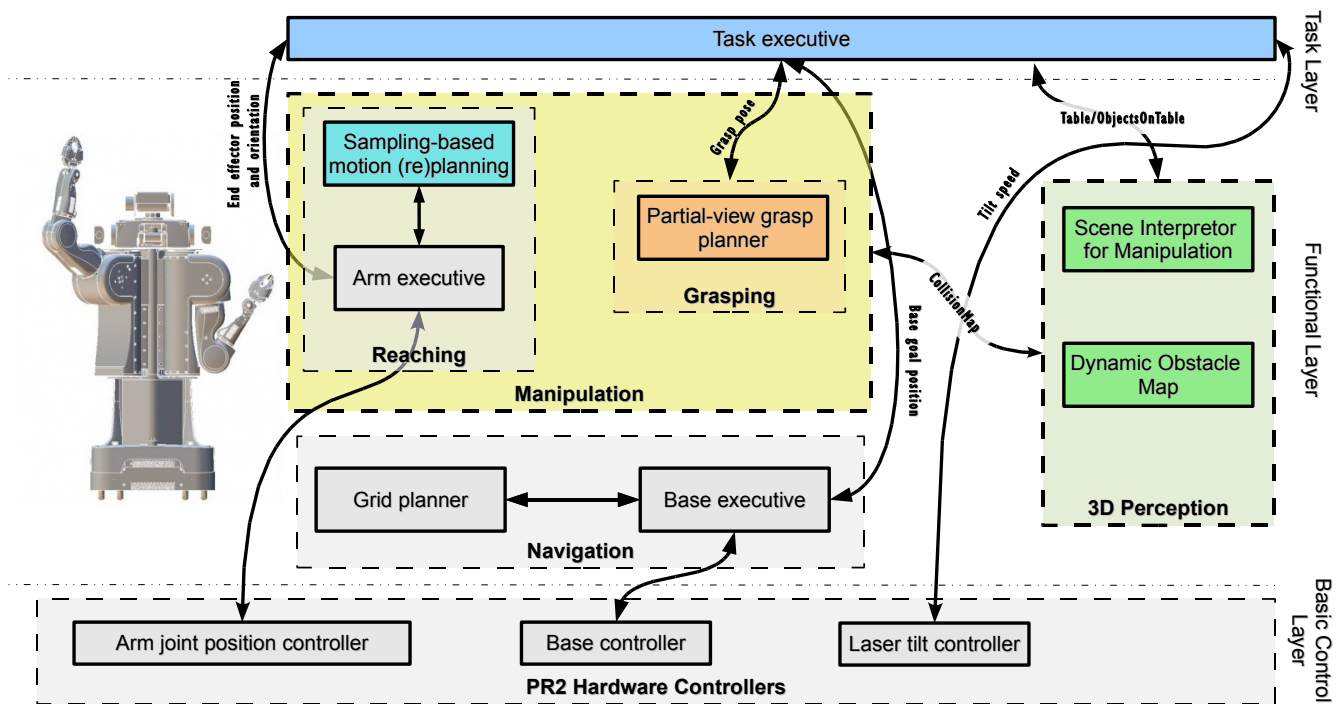 Task executive
Task Layer
End effector position
and orientation
Sampling-based
motion (re)planning
Arm executive
Reaching
Grasp pose
Partial-view grasp
planner
Grasping
Manipulation
Table/ObjectsOnTable
Tilt speed
CollisionMap
Base goal position
Scene Interpretor
for Manipulation
Dynamic Obstacle
Map
3D Perception
Functional Layer
Grid planner
Base executive
Navigation
Arm joint position controller
Base controller
Laser tilt controller
PR2 Hardware Controllers
Basic Control
Layer